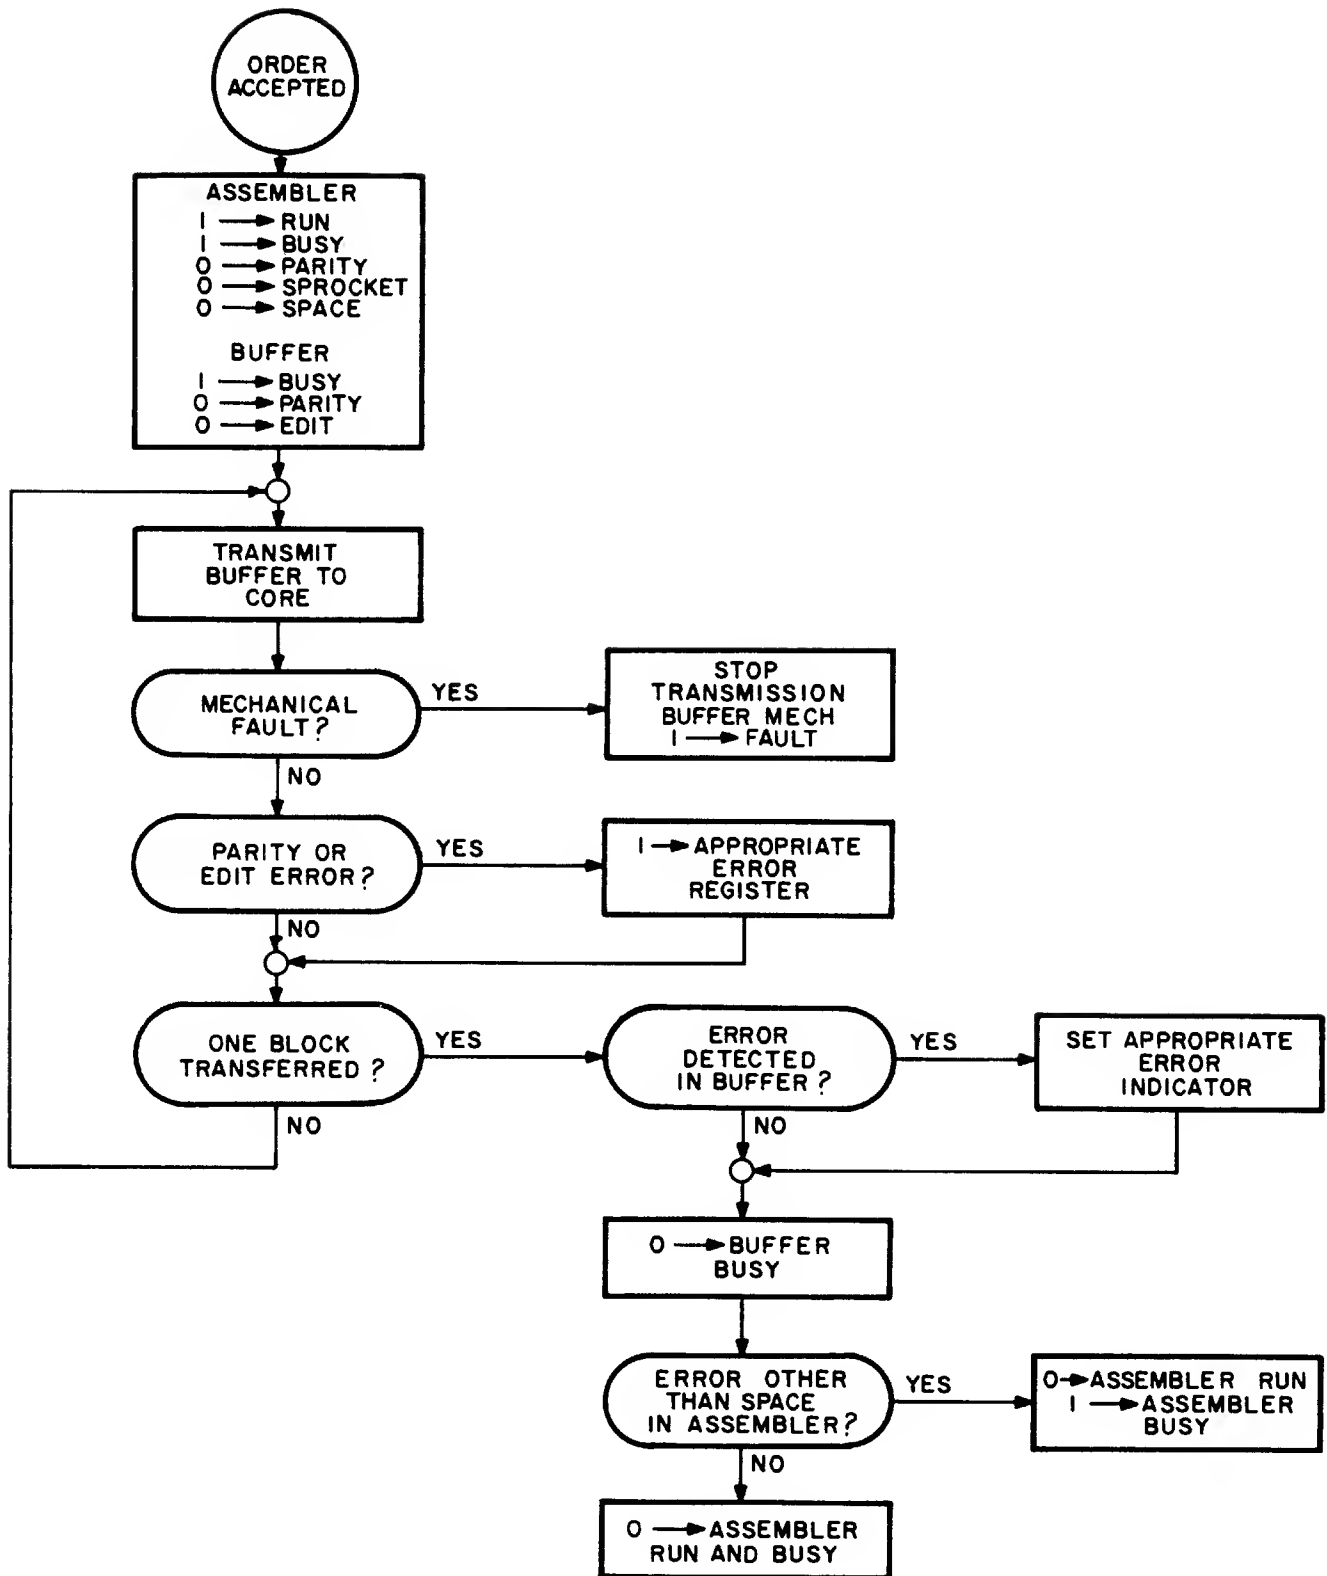 ORDER
ACCEPTED
ASSEMBLER
1 → RUN
1 → BUSY
0 → PARITY
0 → SPROCKET
0 → SPACE
BUFFER
1 → BUSY
0 → PARITY
0 → EDIT
TRANSMIT
BUFFER TO
CORE
MECHANICAL
FAULT?
YES
STOP
TRANSMISSION
BUFFER MECH
1 → FAULT
NO
PARITY OR
EDIT ERROR?
YES
1 → APPROPRIATE
ERROR
REGISTER
NO
ONE BLOCK
TRANSFERRED?
YES
ERROR
DETECTED
IN BUFFER?
YES
SET APPROPRIATE
ERROR
INDICATOR
NO
NO
0 → BUFFER
BUSY
ERROR OTHER
THAN SPACE
IN ASSEMBLER?
YES
0 → ASSEMBLER RUN
1 → ASSEMBLER
BUSY
NO
0 → ASSEMBLER
RUN AND BUSY